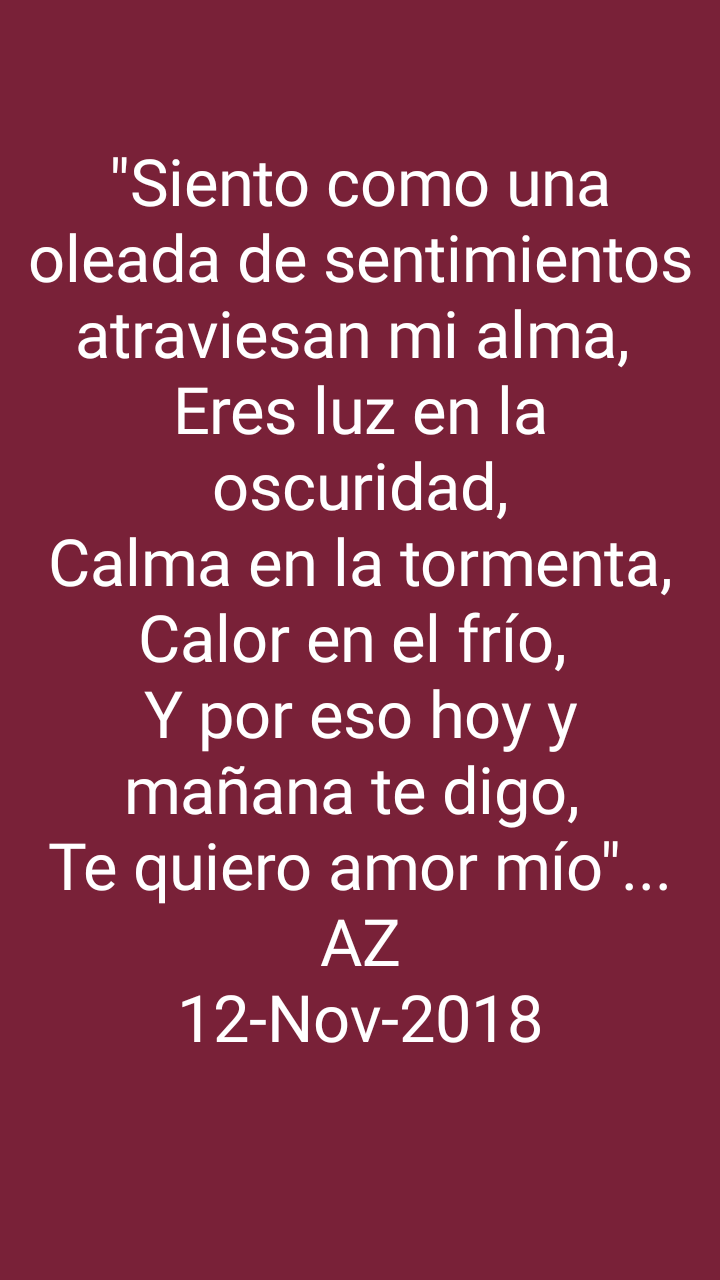 "Siento como una
oleada de sentimientos
atraviesan mi alma,
Eres luz en la
oscuridad,
Calma en la tormenta,
Calor en el frío,
Y por eso hoy y
mañana te digo,
Te quiero amor mío"...
AZ
12-Nov-2018